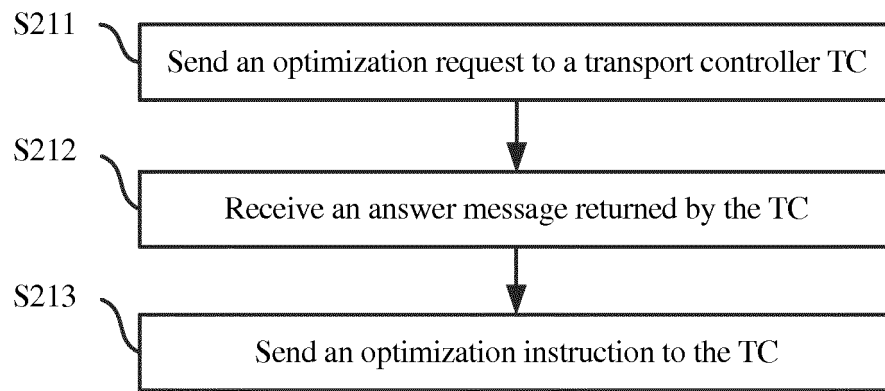 S211
Send an optimization request to a transport controller TC
S212
Receive an answer message returned by the TC
S213
Send an optimization instruction to the TC